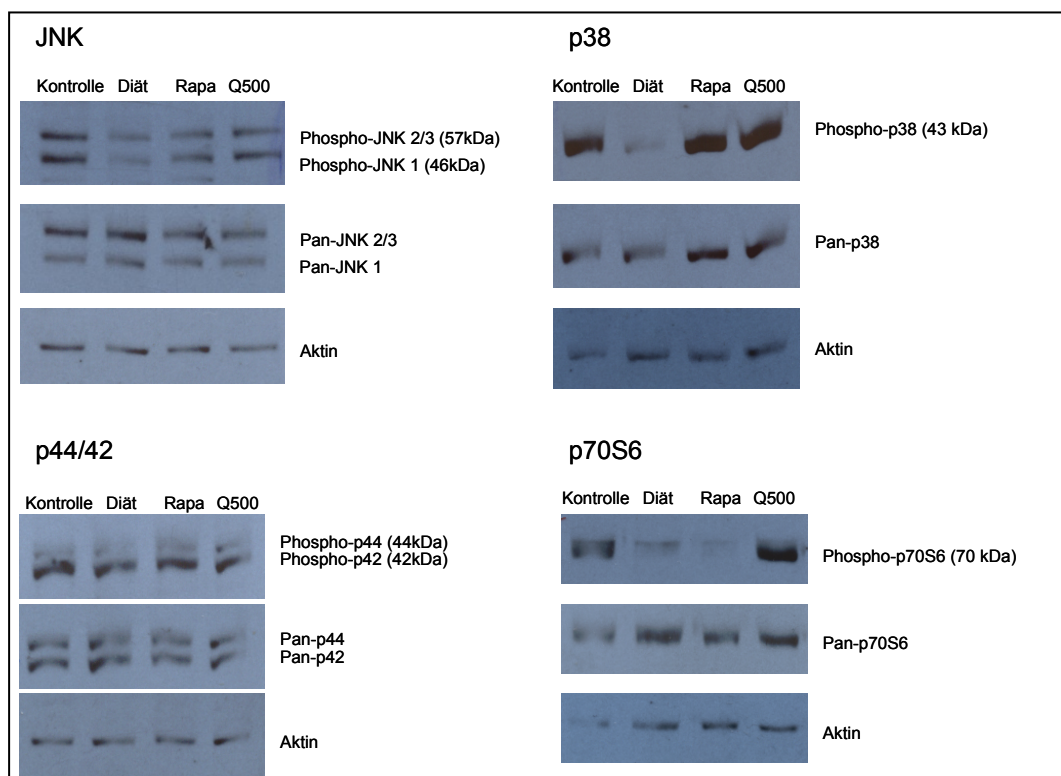 JNK
Kontrolle Diät Rapa Q500
Phospho-JNK 2/3 (57kDa)
Phospho-JNK 1 (46kDa)
Pan-JNK 2/3
Pan-JNK 1
Aktin
p38
Kontrolle Diät Rapa Q500
Phospho-p38 (43 kDa)
Pan-p38
Aktin
p44/42
Kontrolle Diät Rapa Q500
Phospho-p44 (44kDa)
Phospho-p42 (42kDa)
Pan-p44
Pan-p42
Aktin
p70S6
Kontrolle Diät Rapa Q500
Phospho-p70S6 (70 kDa)
Pan-p70S6
Aktin